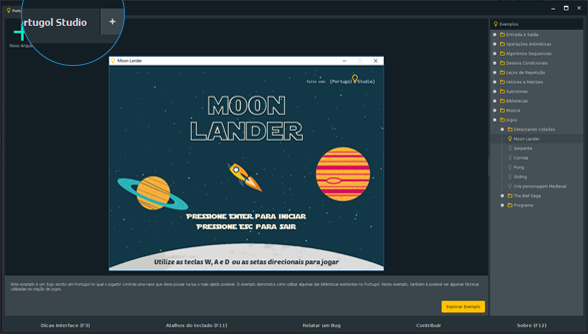 rtugol Studio
+
Novo Arqui
Moon Lander
feito com: {Portugol Studio}
MOON
LANDER
PRESSIONE ENTER PARA INICIAR
PRESSIONE ESC PARA SAIR
Utilize as teclas W, A e D ou as setas direcionais para jogar
Exemplos
Entrada e Saída
Operações Aritméticas
Algoritmos Sequências
Desvios Condicionais
Laços de Repetição
Vetores e Matrizes
Subrotinas
Bibliotecas
Música
Jogos
Detectando Colisões
Moon Lander
Serpente
Corrida
Pong
Sliding
Une personagem Medieval
The Ball Saga
Programa
Este exemplo é um Jogo escrito em Portugol no qual o jogador controla uma nave que deve pousar na lua o mais rápido possível. O exemplo demonstra como utilizar algumas das bibliotecas existentes no Portugol. Neste exemplo, também é possível ver algumas técnicas
utilizadas na criação de jogos.
Explorar Exemplo
Dicas Interface (F3)
Atalhos do teclado (F11)
Relatar um Bug
Contribuir
Sobre (F12)